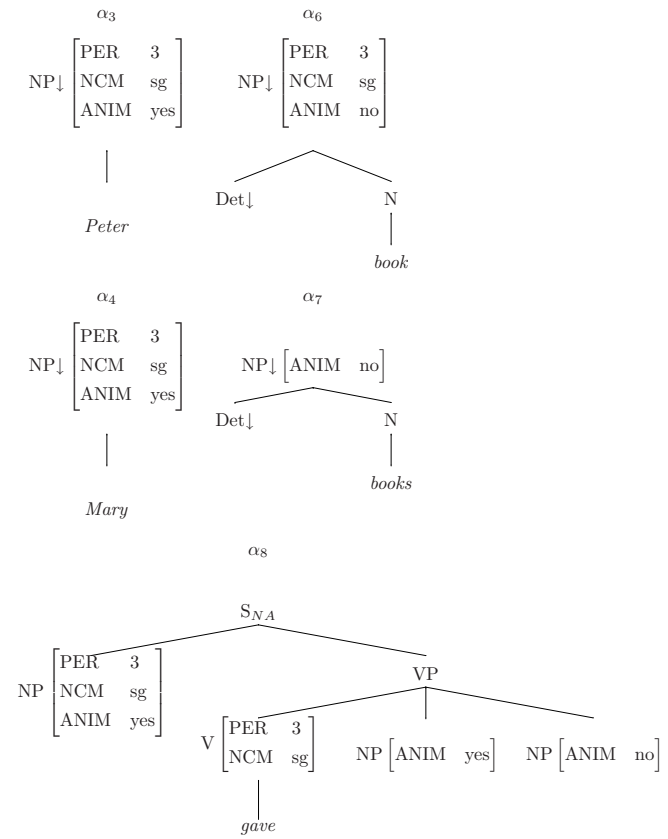 α3 α6
NP↓ [PER 3 NCM sg ANIM yes] NP↓ [PER 3 NCM sg ANIM no]
Det↓ N
Peter
book
α4 α7
NP↓ [PER 3 NCM sg ANIM yes] NP↓ [ANIM no]
Det↓ N
books
Mary
α8
S_NA
NP [PER 3 NCM sg ANIM yes] VP
V [PER 3 NCM sg] NP [ANIM yes] NP [ANIM no]
gave